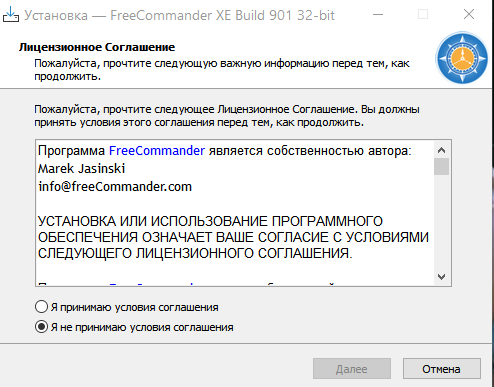 Установка — FreeCommander XE Build 901 32-bit
Лицензионное Соглашение
Пожалуйста, прочтите следующую важную информацию перед тем, как
продолжить.
Пожалуйста, прочтите следующее Лицензионное Соглашение. Вы должны
принять условия этого соглашения перед тем, как продолжить.
Программа FreeCommander является собственностью автора:
Marek Jasinski
info@freeCommander.com
УСТАНОВКА ИЛИ ИСПОЛЬЗОВАНИЕ ПРОГРАММНОГО
ОБЕСПЕЧЕНИЯ ОЗНАЧАЕТ ВАШЕ СОГЛАСИЕ С УСЛОВИЯМИ
СЛЕДУЮЩЕГО ЛИЦЕНЗИОННОГО СОГЛАШЕНИЯ.
Я принимаю условия соглашения
Я не принимаю условия соглашения
Далее
Отмена